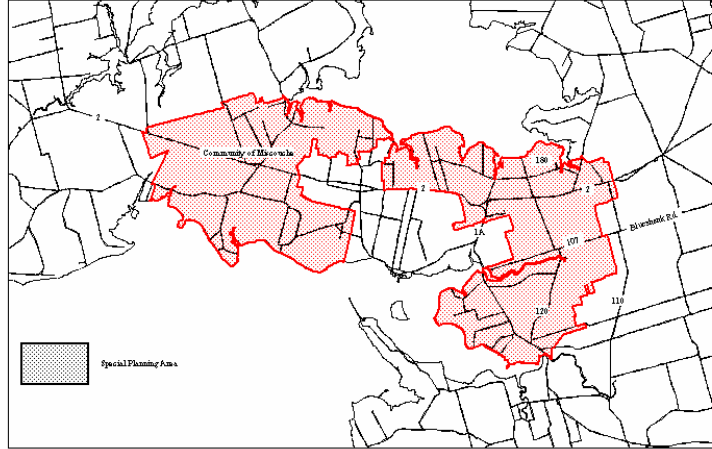 2
Community of Miscouche
180
2
2
1A
107
Blueshank Rd.
120
110
Special Planning Area